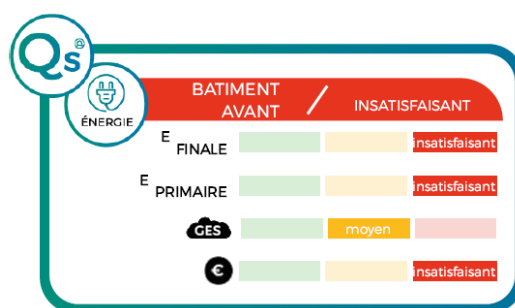 Qs®
ÉNERGIE
BATIMENT
AVANT / INSATISFAISANT
E FINALE insatisfaisant
E PRIMAIRE insatisfaisant
GES moyen
€ insatisfaisant